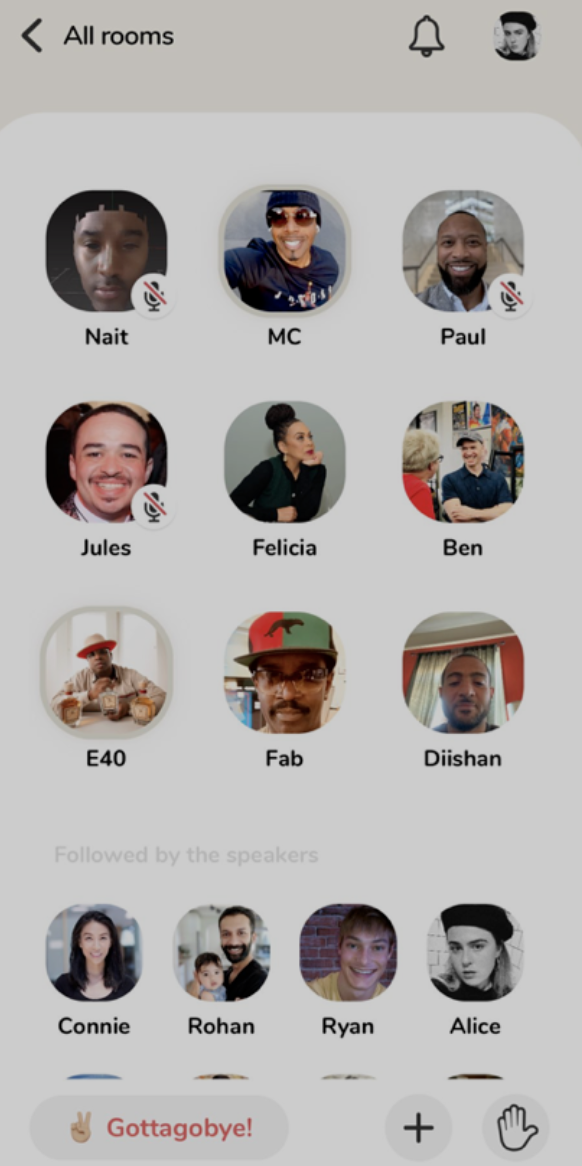 All rooms
Nait MC Paul
Jules Felicia Ben
E40 Fab Diishan
Followed by the speakers
Connie Rohan Ryan Alice
✌🏼 Gottagobye!